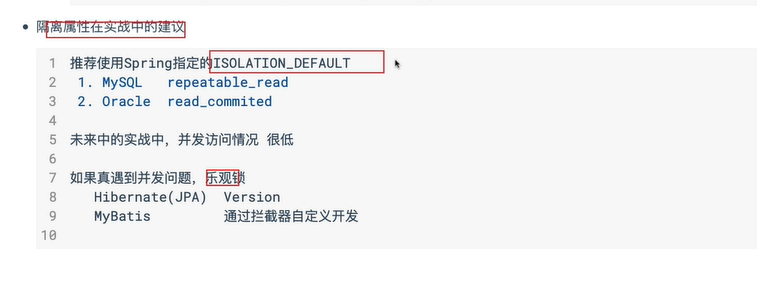 隔离属性在实战中的建议
1 推荐使用Spring指定的ISOLATION_DEFAULT
2 1. MySQL repeatable_read
3 2. Oracle read_commited
4
5 未来中的实战中，并发访问情况 很低
6
7 如果真遇到并发问题，乐观锁
8 Hibernate(JPA) Version
9 MyBatis 通过拦截器自定义开发
10